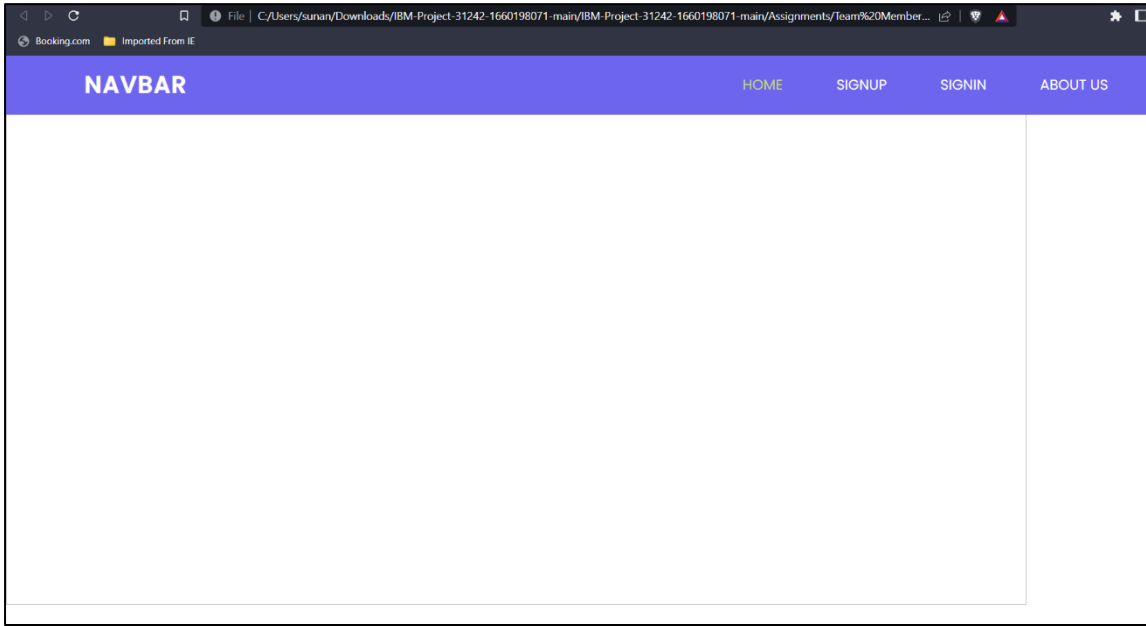 File | C:/Users/sunan/Downloads/IBM-Project-31242-1660198071-main/IBM-Project-31242-1660198071-main/Assignments/Team%20Member...
Booking.com Imported From IE
NAVBAR HOME SIGNUP SIGNIN ABOUT US